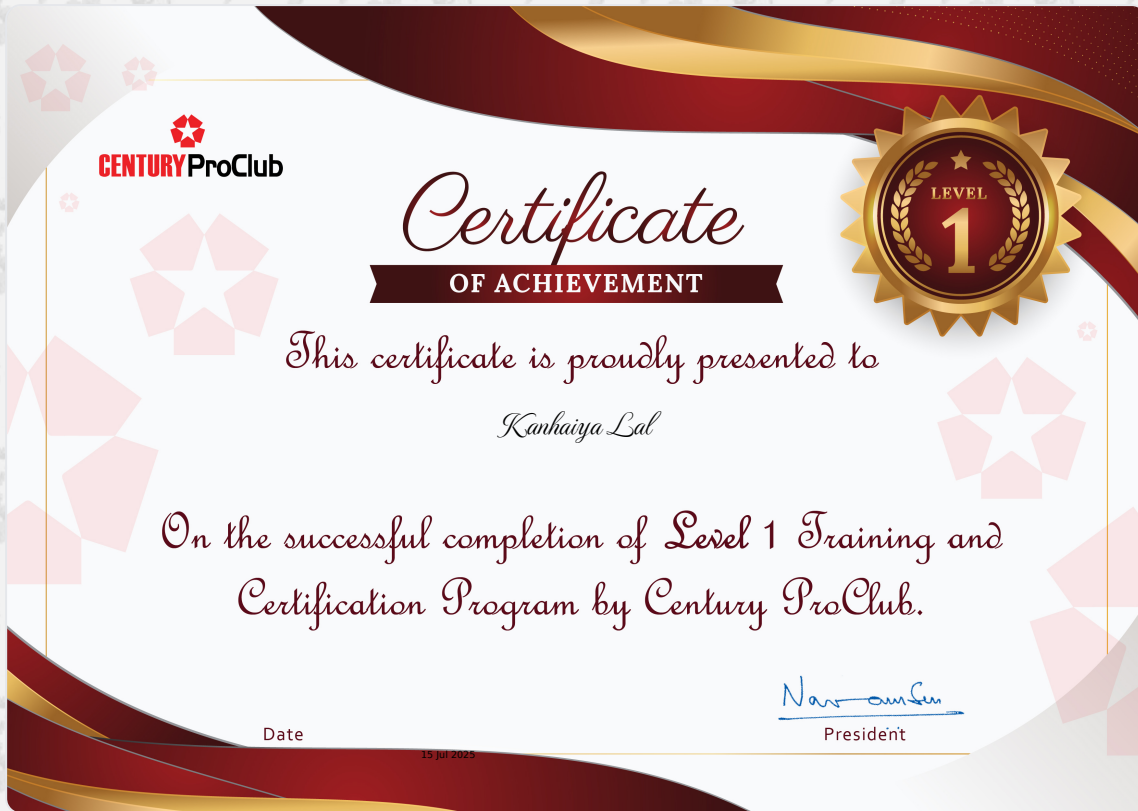 CENTURY ProClub
LEVEL
1
Certificate
OF ACHIEVEMENT
This certificate is proudly presented to
Kanhaiya Lal
On the successful completion of Level 1 Training and
Certification Program by Century ProClub.
Date
President
15 Jul 2025